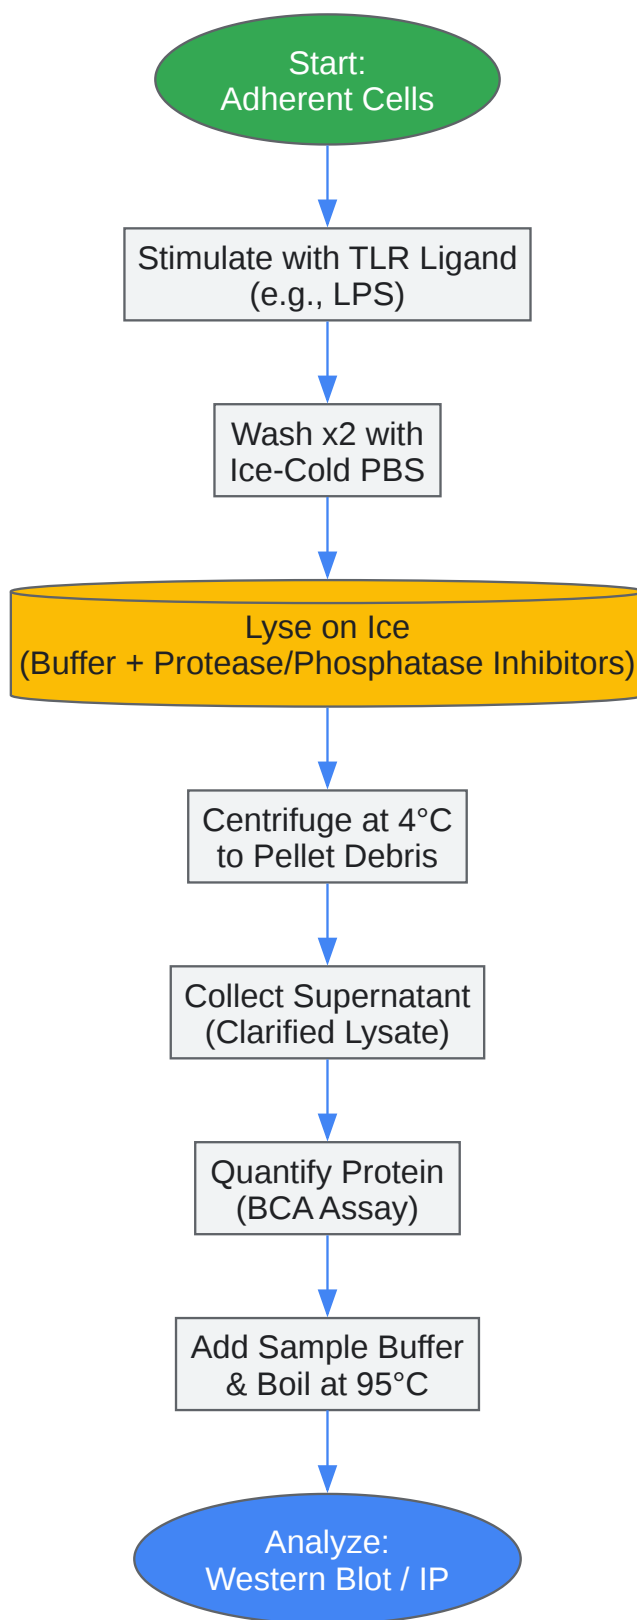 Start:
Adherent Cells
Stimulate with TLR Ligand
(e.g., LPS)
Wash x2 with
Ice-Cold PBS
Lyse on Ice
(Buffer + Protease/Phosphatase Inhibitors)
Centrifuge at 4°C
to Pellet Debris
Collect Supernatant
(Clarified Lysate)
Quantify Protein
(BCA Assay)
Add Sample Buffer
& Boil at 95°C
Analyze:
Western Blot / IP